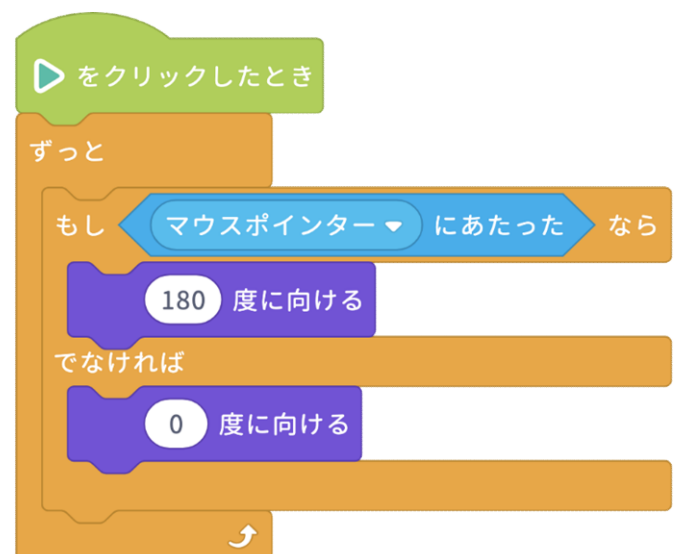 をクリックしたとき
ずっと
もし マウスポインター にあたった なら
180 度に向ける
でなければ
0 度に向ける